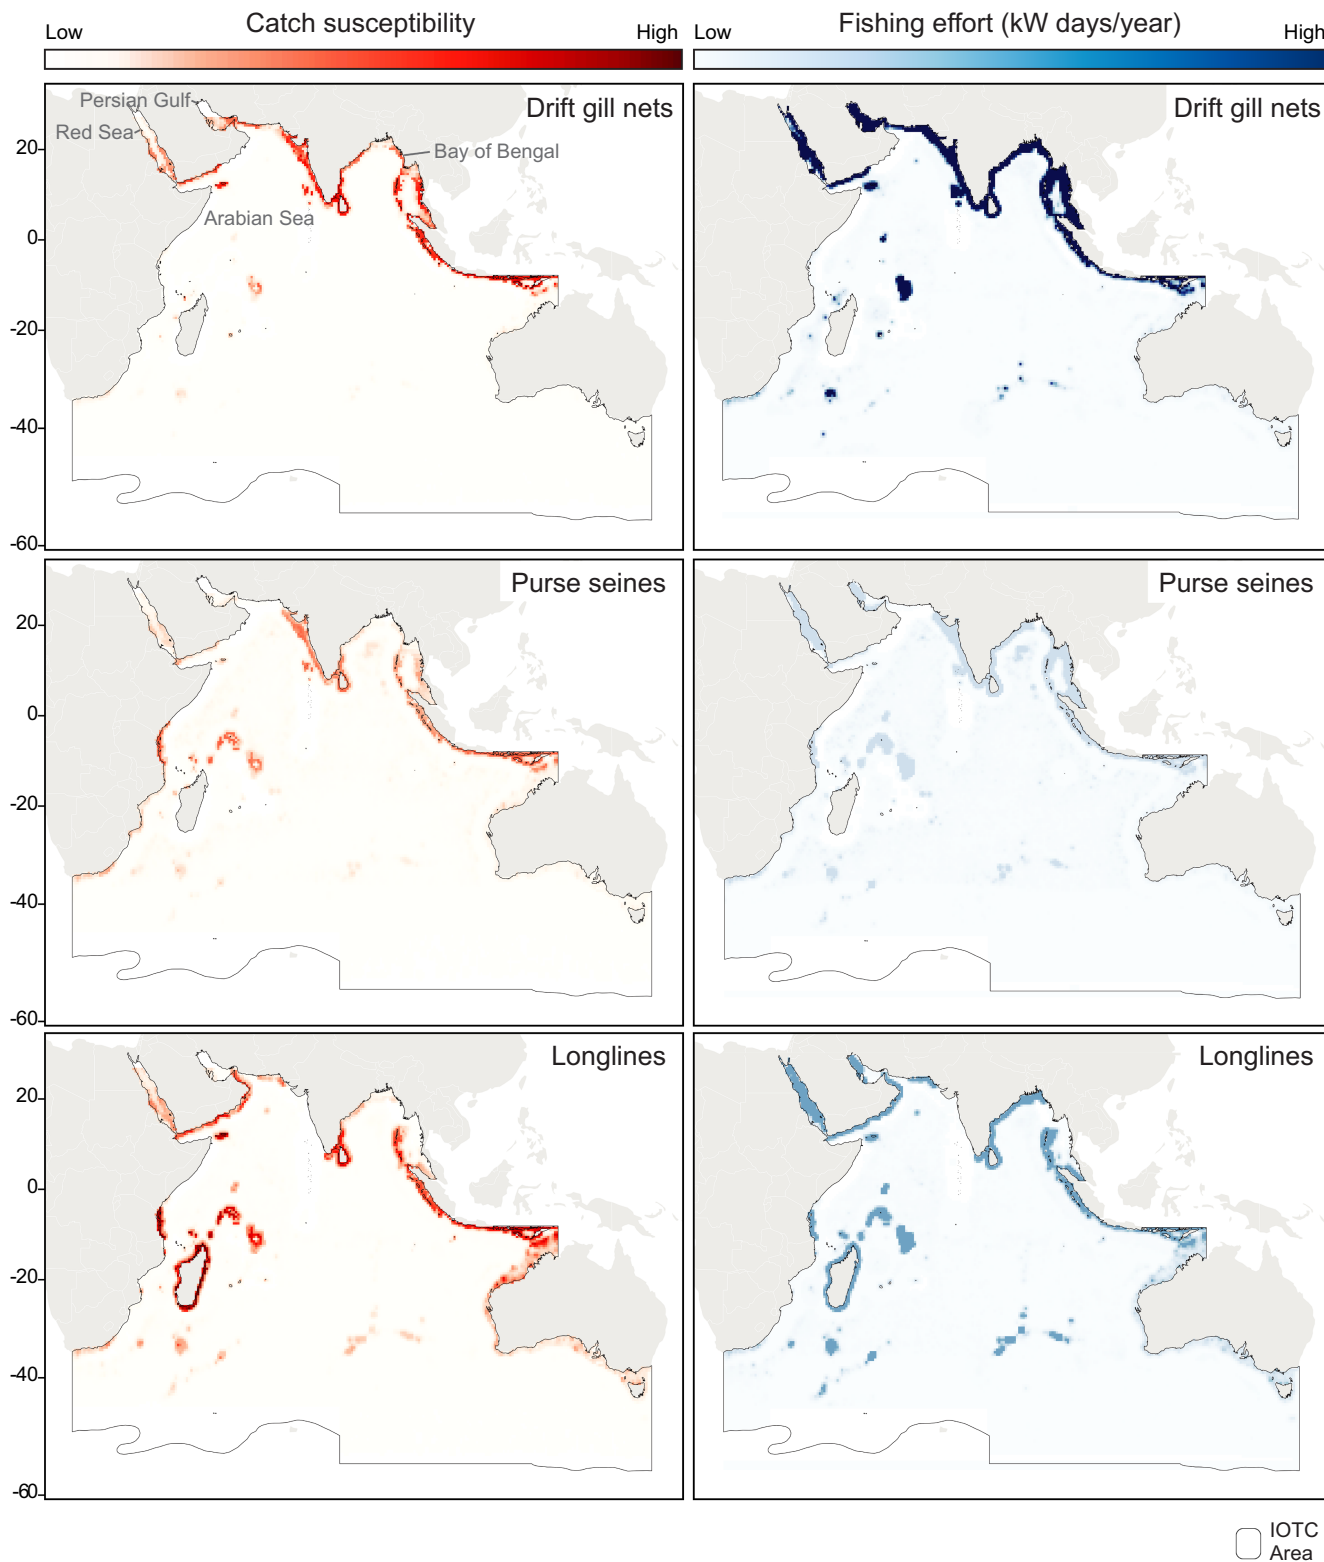 Catch susceptibility
Low
High
Fishing effort (kW days/year)
Low
High
Drift gill nets
Persian Gulf
Red Sea
Bay of Bengal
Arabian Sea
20
0
-20
-40
-60
Drift gill nets
Purse seines
20
0
-20
-40
-60
Purse seines
Longlines
20
0
-20
-40
-60
Longlines
IOTC
Area